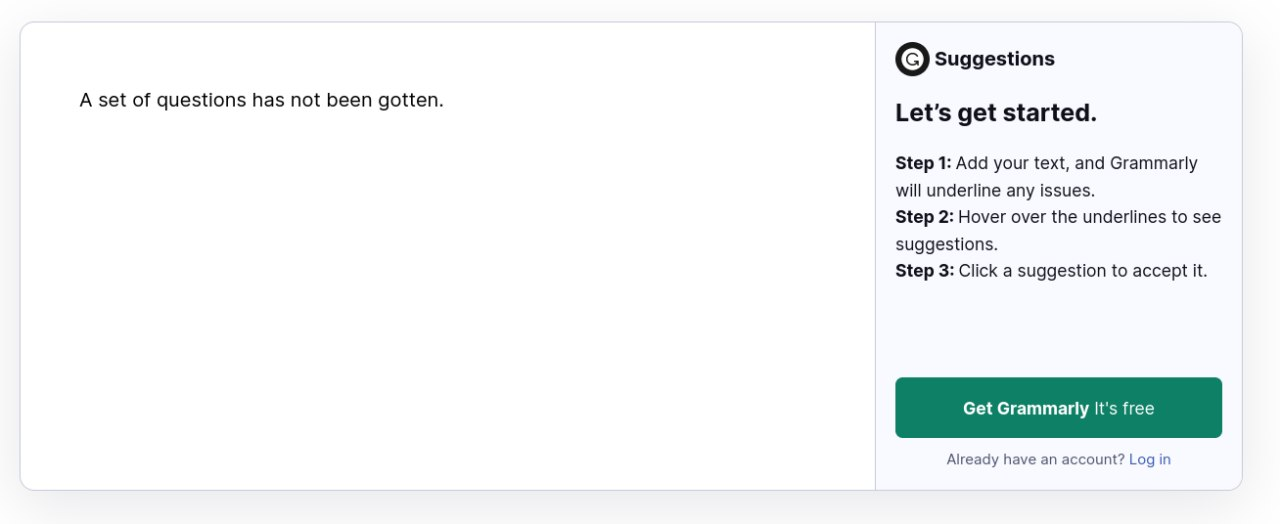 A set of questions has not been gotten.
Suggestions
Let’s get started.
Step 1: Add your text, and Grammarly
will underline any issues.
Step 2: Hover over the underlines to see
suggestions.
Step 3: Click a suggestion to accept it.
Get Grammarly It's free
Already have an account? Log in